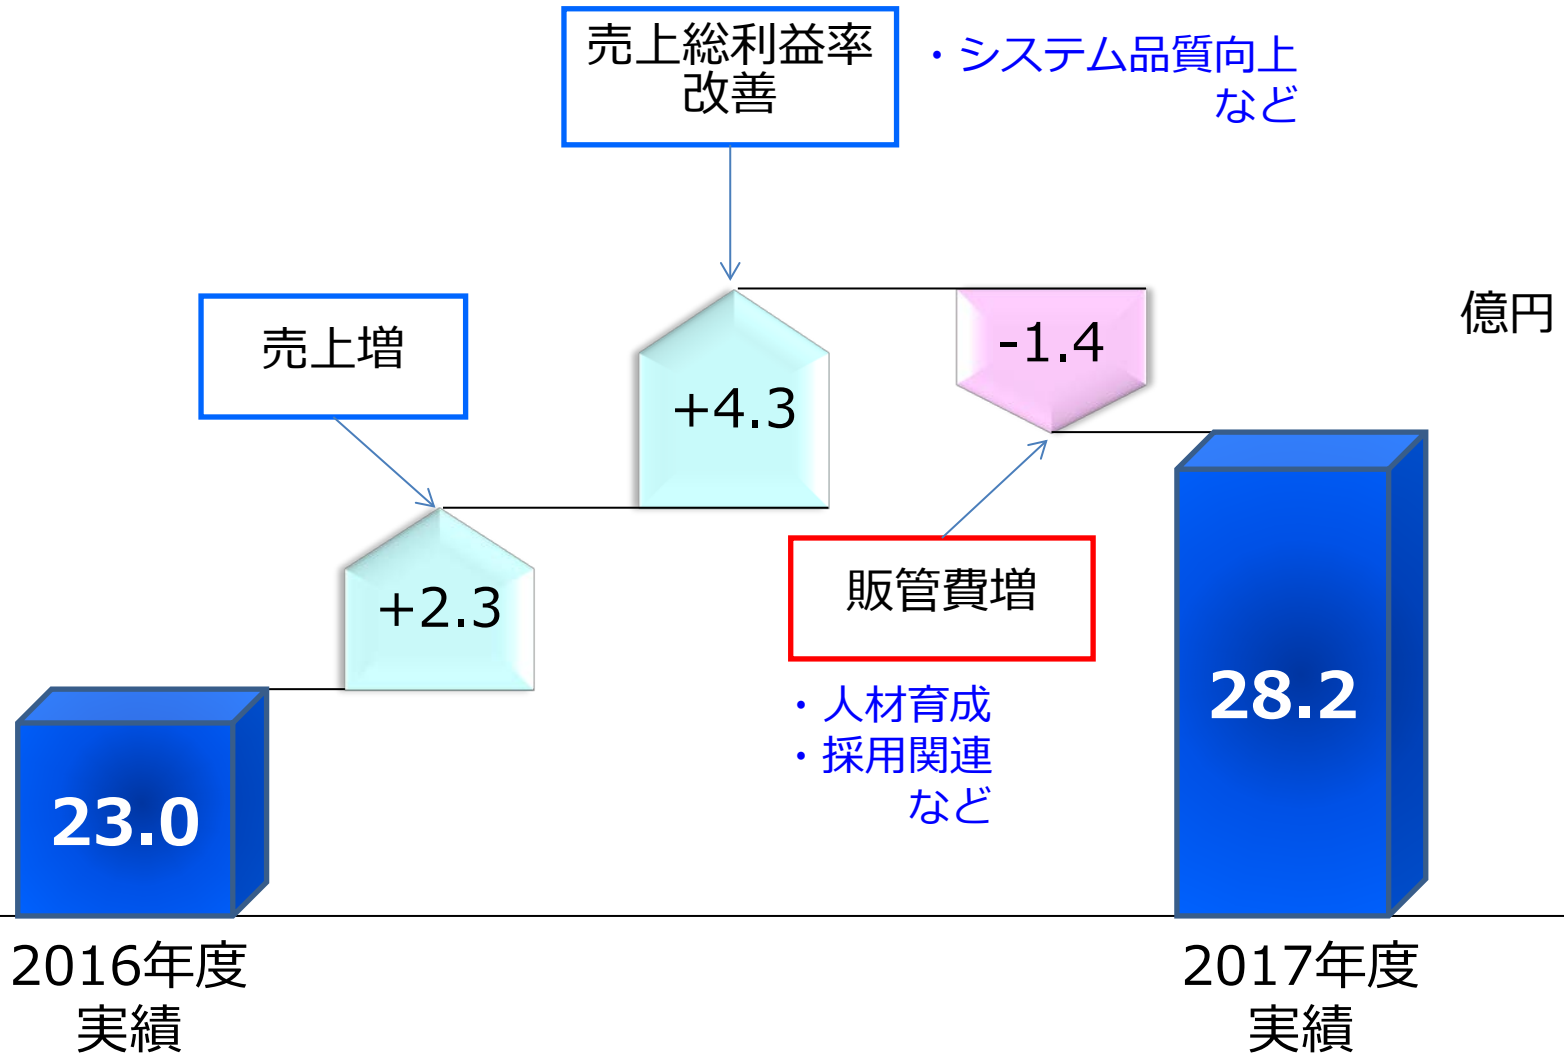 売上総利益率
改善
・システム品質向上
など
億円
売上増
-1.4
+4.3
+2.3
販管費増
・人材育成
・採用関連
など
23.0
28.2
2016年度
実績
2017年度
実績